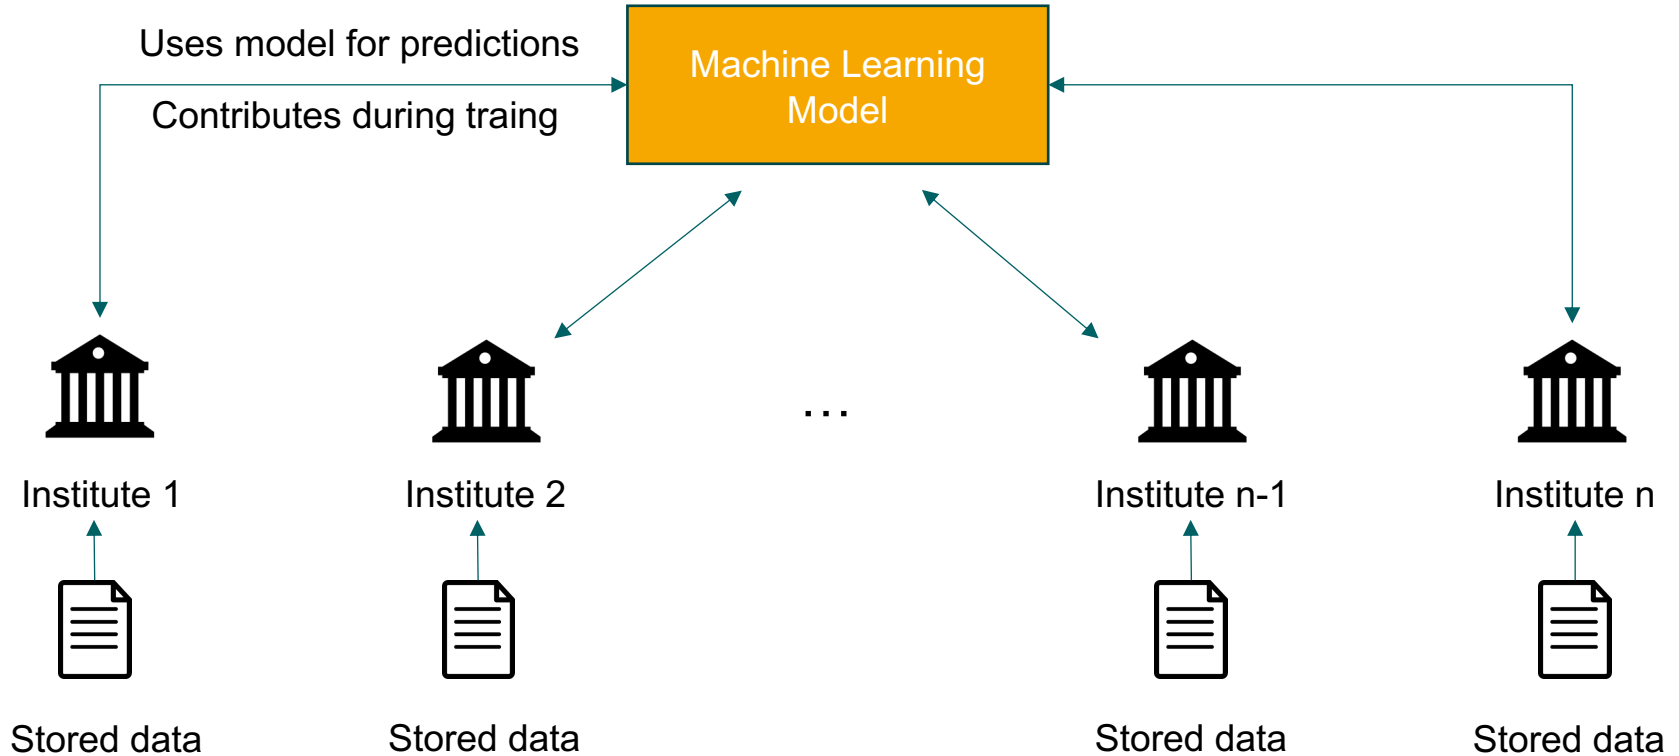 Uses model for predictions
Contributes during traing
Machine Learning
Model
…
Institute 1
Institute 2
Institute n-1
Institute n
Stored data
Stored data
Stored data
Stored data